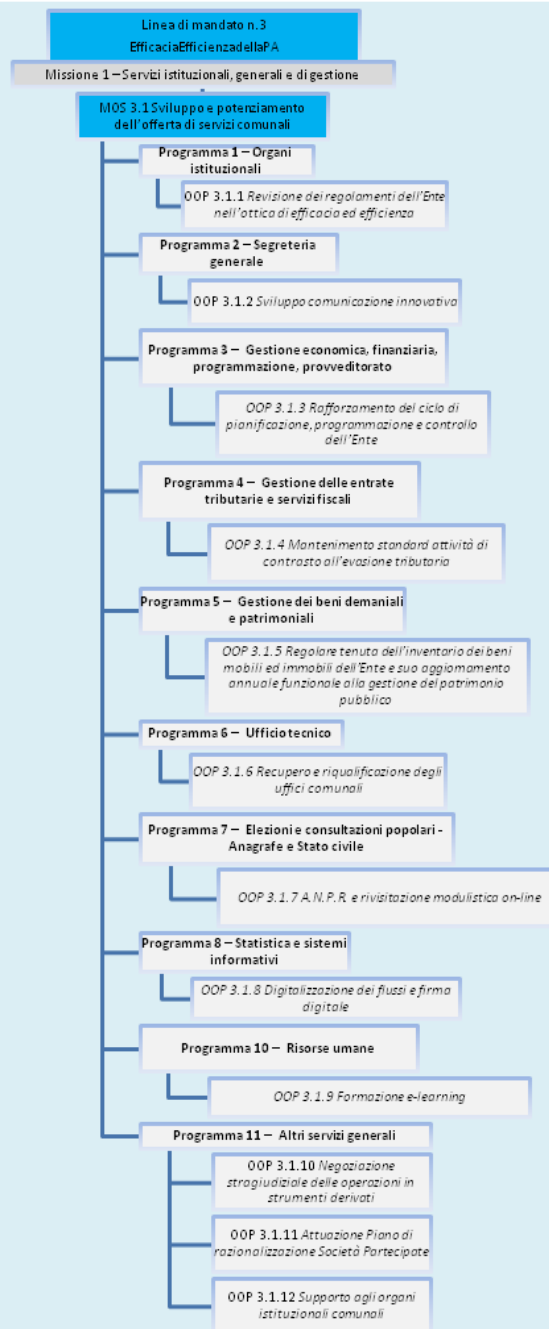 Linea di mandato n.3
EfficaciaEfficienzadellaPA
Missione 1 – Servizi istituzionali, generali e di gestione
MOS 3.1 Sviluppo e potenziamento
dell'offerta di servizi comunali
Programma 1 – Organi
istituzionali
OOP 3.1.1 Revisione dei regolamenti dell'Ente
nell'ottica di efficacia ed efficienza
Programma 2 – Segreteria
generale
OOP 3.1.2 Sviluppo comunicazione innovativa
Programma 3 – Gestione economica, finanziaria,
programmazione, provveditorato
OOP 3.1.3 Rafforzamento del ciclo di
pianificazione, programmazione e controllo
dell'Ente
Programma 4 – Gestione delle entrate
tributarie e servizi fiscali
OOP 3.1.4 Mantenimento standard attività di
contrasto all'evasione tributaria
Programma 5 – Gestione dei beni demaniali
e patrimoniali
OOP 3.1.5 Regolare tenuta dell'inventario dei beni
mobili ed immobili dell'Ente e suo aggiornamento
annuale funzionale alla gestione del patrimonio
pubblico
Programma 6 – Ufficio tecnico
OOP 3.1.6 Recupero e riqualificazione degli
uffici comunali
Programma 7 – Elezioni e consultazioni popolari -
Anagrafe e Stato civile
OOP 3.1.7 A.N.P.R. e rivisitazione modulistica on-line
Programma 8 – Statistica e sistemi
informativi
OOP 3.1.8 Digitalizzazione dei flussi e firma
digitale
Programma 10 – Risorse umane
OOP 3.1.9 Formazione e-learning
Programma 11 – Altri servizi generali
OOP 3.1.10 Negoziazione
stragiudiziale delle operazioni in
strumenti derivati
OOP 3.1.11 Attuazione Piano di
razionalizzazione Società Partecipate
OOP 3.1.12 Supporto agli organi
istituzionali comunali